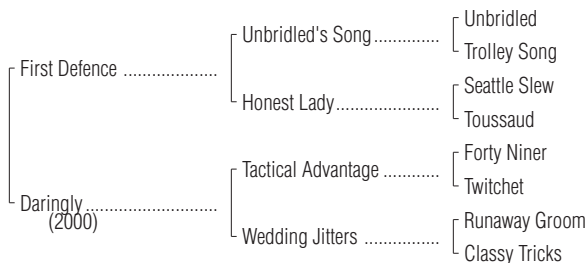 Unbridled
Unbridled's Song................
Trolley Song
First Defence ....................
Seattle Slew
Honest Lady......................
Toussaud
Forty Niner
Tactical Advantage ............
Twitchet
Daringly............................
(2000)
Runaway Groom
Wedding Jitters ................
Classy Tricks